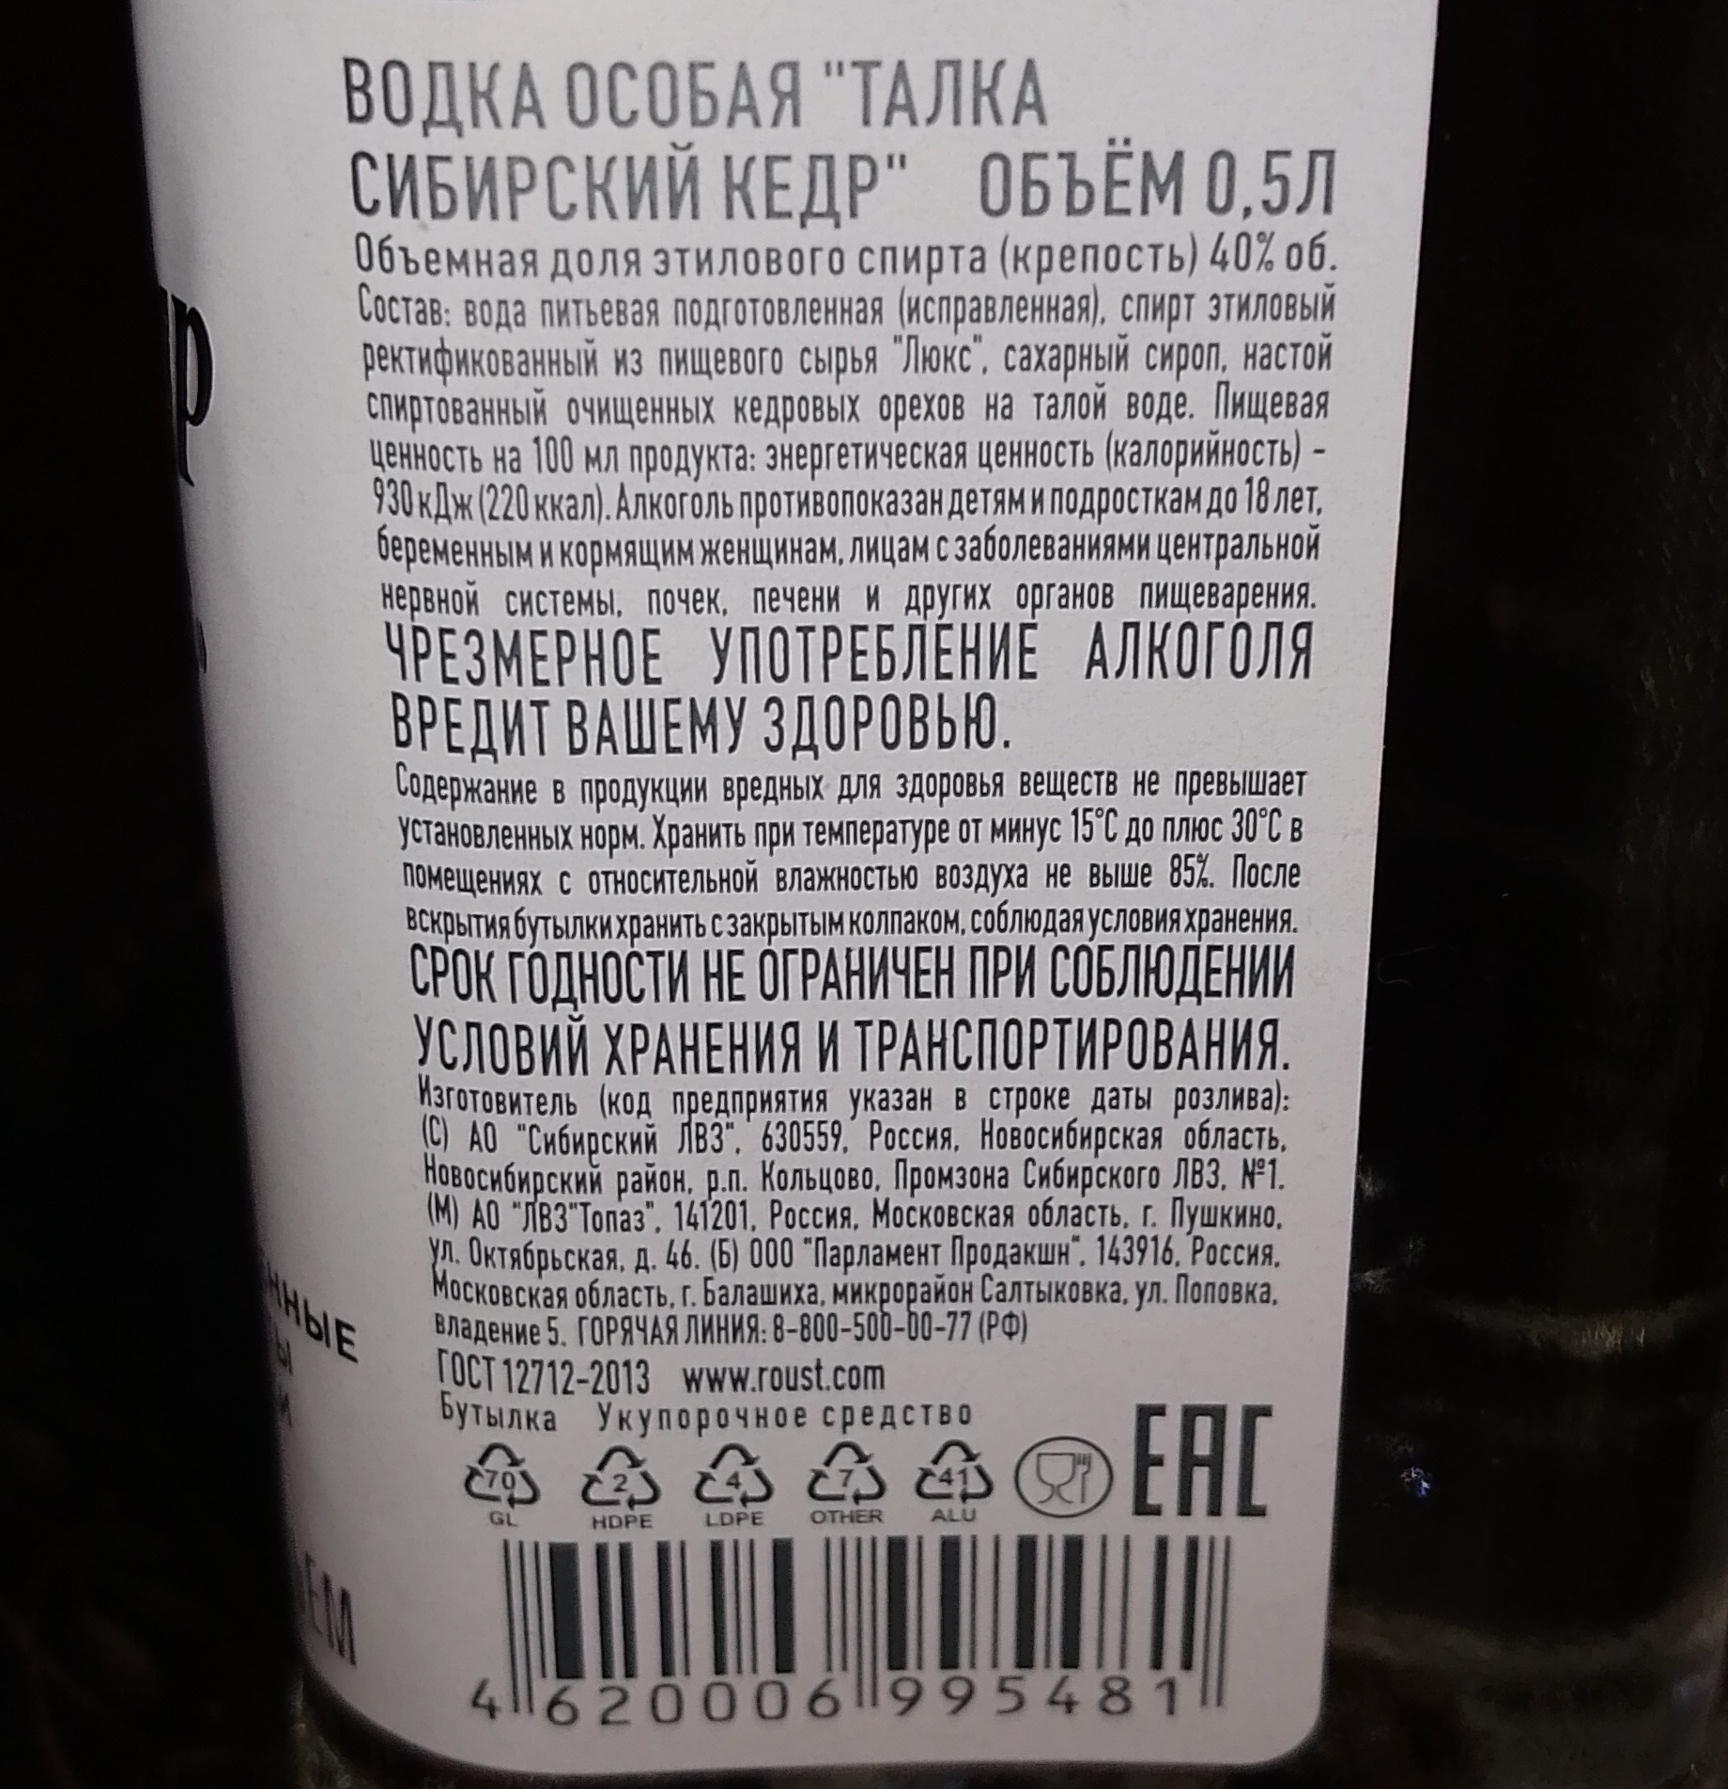 ВОДКА ОСОБАЯ "ТАЛКА
СИБИРСКИЙ КЕДР" ОБЪЁМ 0,5Л
Объемная доля этилового спирта (крепость) 40% об.
Состав: вода питьевая подготовленная (исправленная), спирт этиловый
ректификованный из пищевого сырья "Люкс", сахарный сироп, настой
спиртованный очищенных кедровых орехов на талой воде. Пищевая
ценность на 100 мл продукта: энергетическая ценность (калорийность) -
930 кДж (220 ккал). Алкоголь противопоказан детям и подросткам до 18 лет,
беременным и кормящим женщинам, лицам с заболеваниями центральной
нервной системы, почек, печени и других органов пищеварения.
ЧРЕЗМЕРНОЕ УПОТРЕБЛЕНИЕ АЛКОГОЛЯ
ВРЕДИТ ВАШЕМУ ЗДОРОВЬЮ.
Содержание в продукции вредных для здоровья веществ не превышает
установленных норм. Хранить при температуре от минус 15°С до плюс 30°С в
помещениях с относительной влажностью воздуха не выше 85%. После
вскрытия бутылки хранить с закрытым колпаком, соблюдая условия хранения.
СРОК ГОДНОСТИ НЕ ОГРАНИЧЕН ПРИ СОБЛЮДЕНИИ
УСЛОВИЙ ХРАНЕНИЯ И ТРАНСПОРТИРОВАНИЯ.
Изготовитель (код предприятия указан в строке даты розлива):
(С) АО "Сибирский ЛВЗ", 630559, Россия, Новосибирская область,
Новосибирский район, р.п. Кольцово, Промзона Сибирского ЛВЗ, №1.
(М) АО "ЛВЗ"Топаз", 141201, Россия, Московская область, г. Пушкино,
ул. Октябрьская, д. 46. (Б) ООО "Парламент Продакшн", 143916, Россия,
Московская область, г. Балашиха, микрорайон Салтыковка, ул. Поповка,
владение 5. ГОРЯЧАЯ ЛИНИЯ: 8-800-500-00-77 (РФ)
ГОСТ 12712-2013 www.roust.com
Бутылка Укупорочное средство
70 2 4 7 41 EAC
GL HDPE LDPE OTHER ALU
4 620006 995481